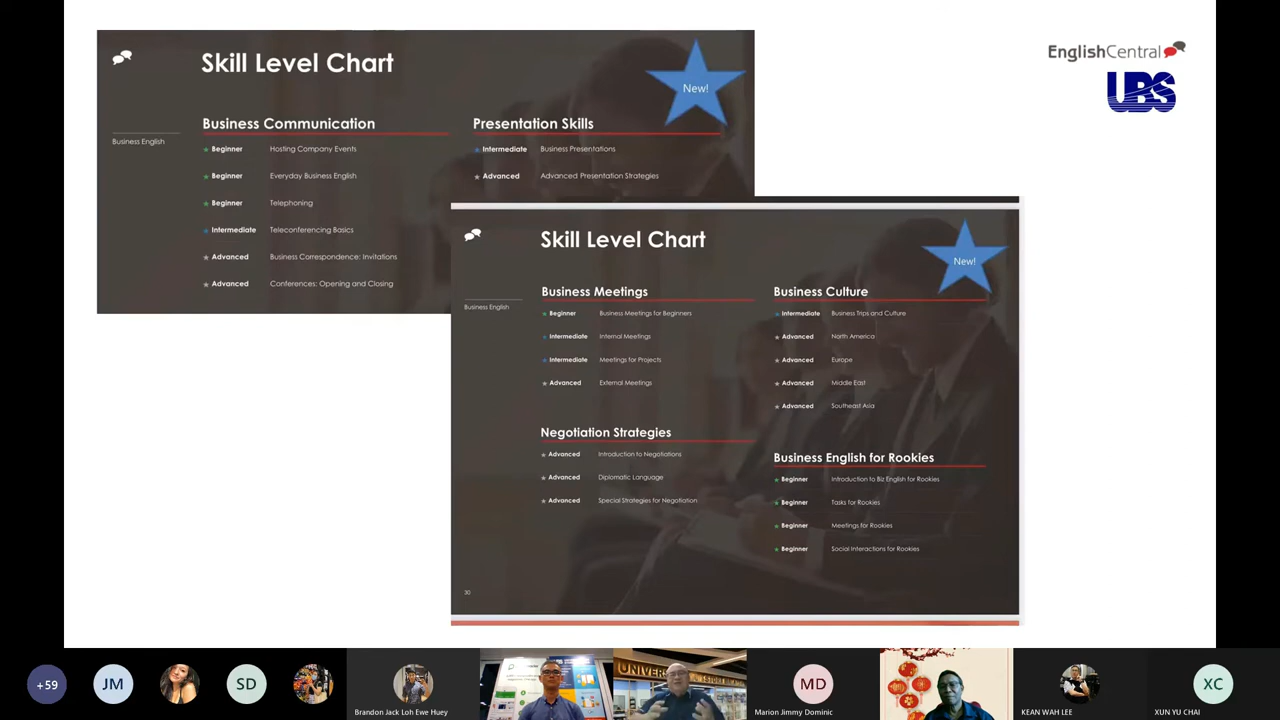 Skill Level Chart
New!
Business English
Business Communication
Beginner Hosting Company Events
Beginner Everyday Business English
Beginner Telephoning
Intermediate Teleconferencing Basics
Advanced Business Correspondence: Invitations
Advanced Conferences: Opening and Closing
Presentation Skills
Intermediate Business Presentations
Advanced Advanced Presentation Strategies
EnglishCentral
UBS
Skill Level Chart
New!
Business English
Business Meetings
Beginner Business Meetings for Beginners
Intermediate Internal Meetings
Intermediate Meetings for Projects
Advanced External Meetings
Negotiation Strategies
Advanced Introduction to Negotiations
Advanced Diplomatic Language
Advanced Special Strategies for Negotiation
Business Culture
Intermediate Business Trips and Culture
Advanced North America
Advanced Europe
Advanced Middle East
Advanced Southeast Asia
Business English for Rookies
Beginner Introduction to Biz English for Rookies
Beginner Tasks for Rookies
Beginner Meetings for Rookies
Beginner Social Interactions for Rookies
30
+59
JM
SD
Brandon Jack Loh Ewe Huey
MD
Marion Jimmy Dominic
KEAN WAH LEE
XC
XUN YU CHAI